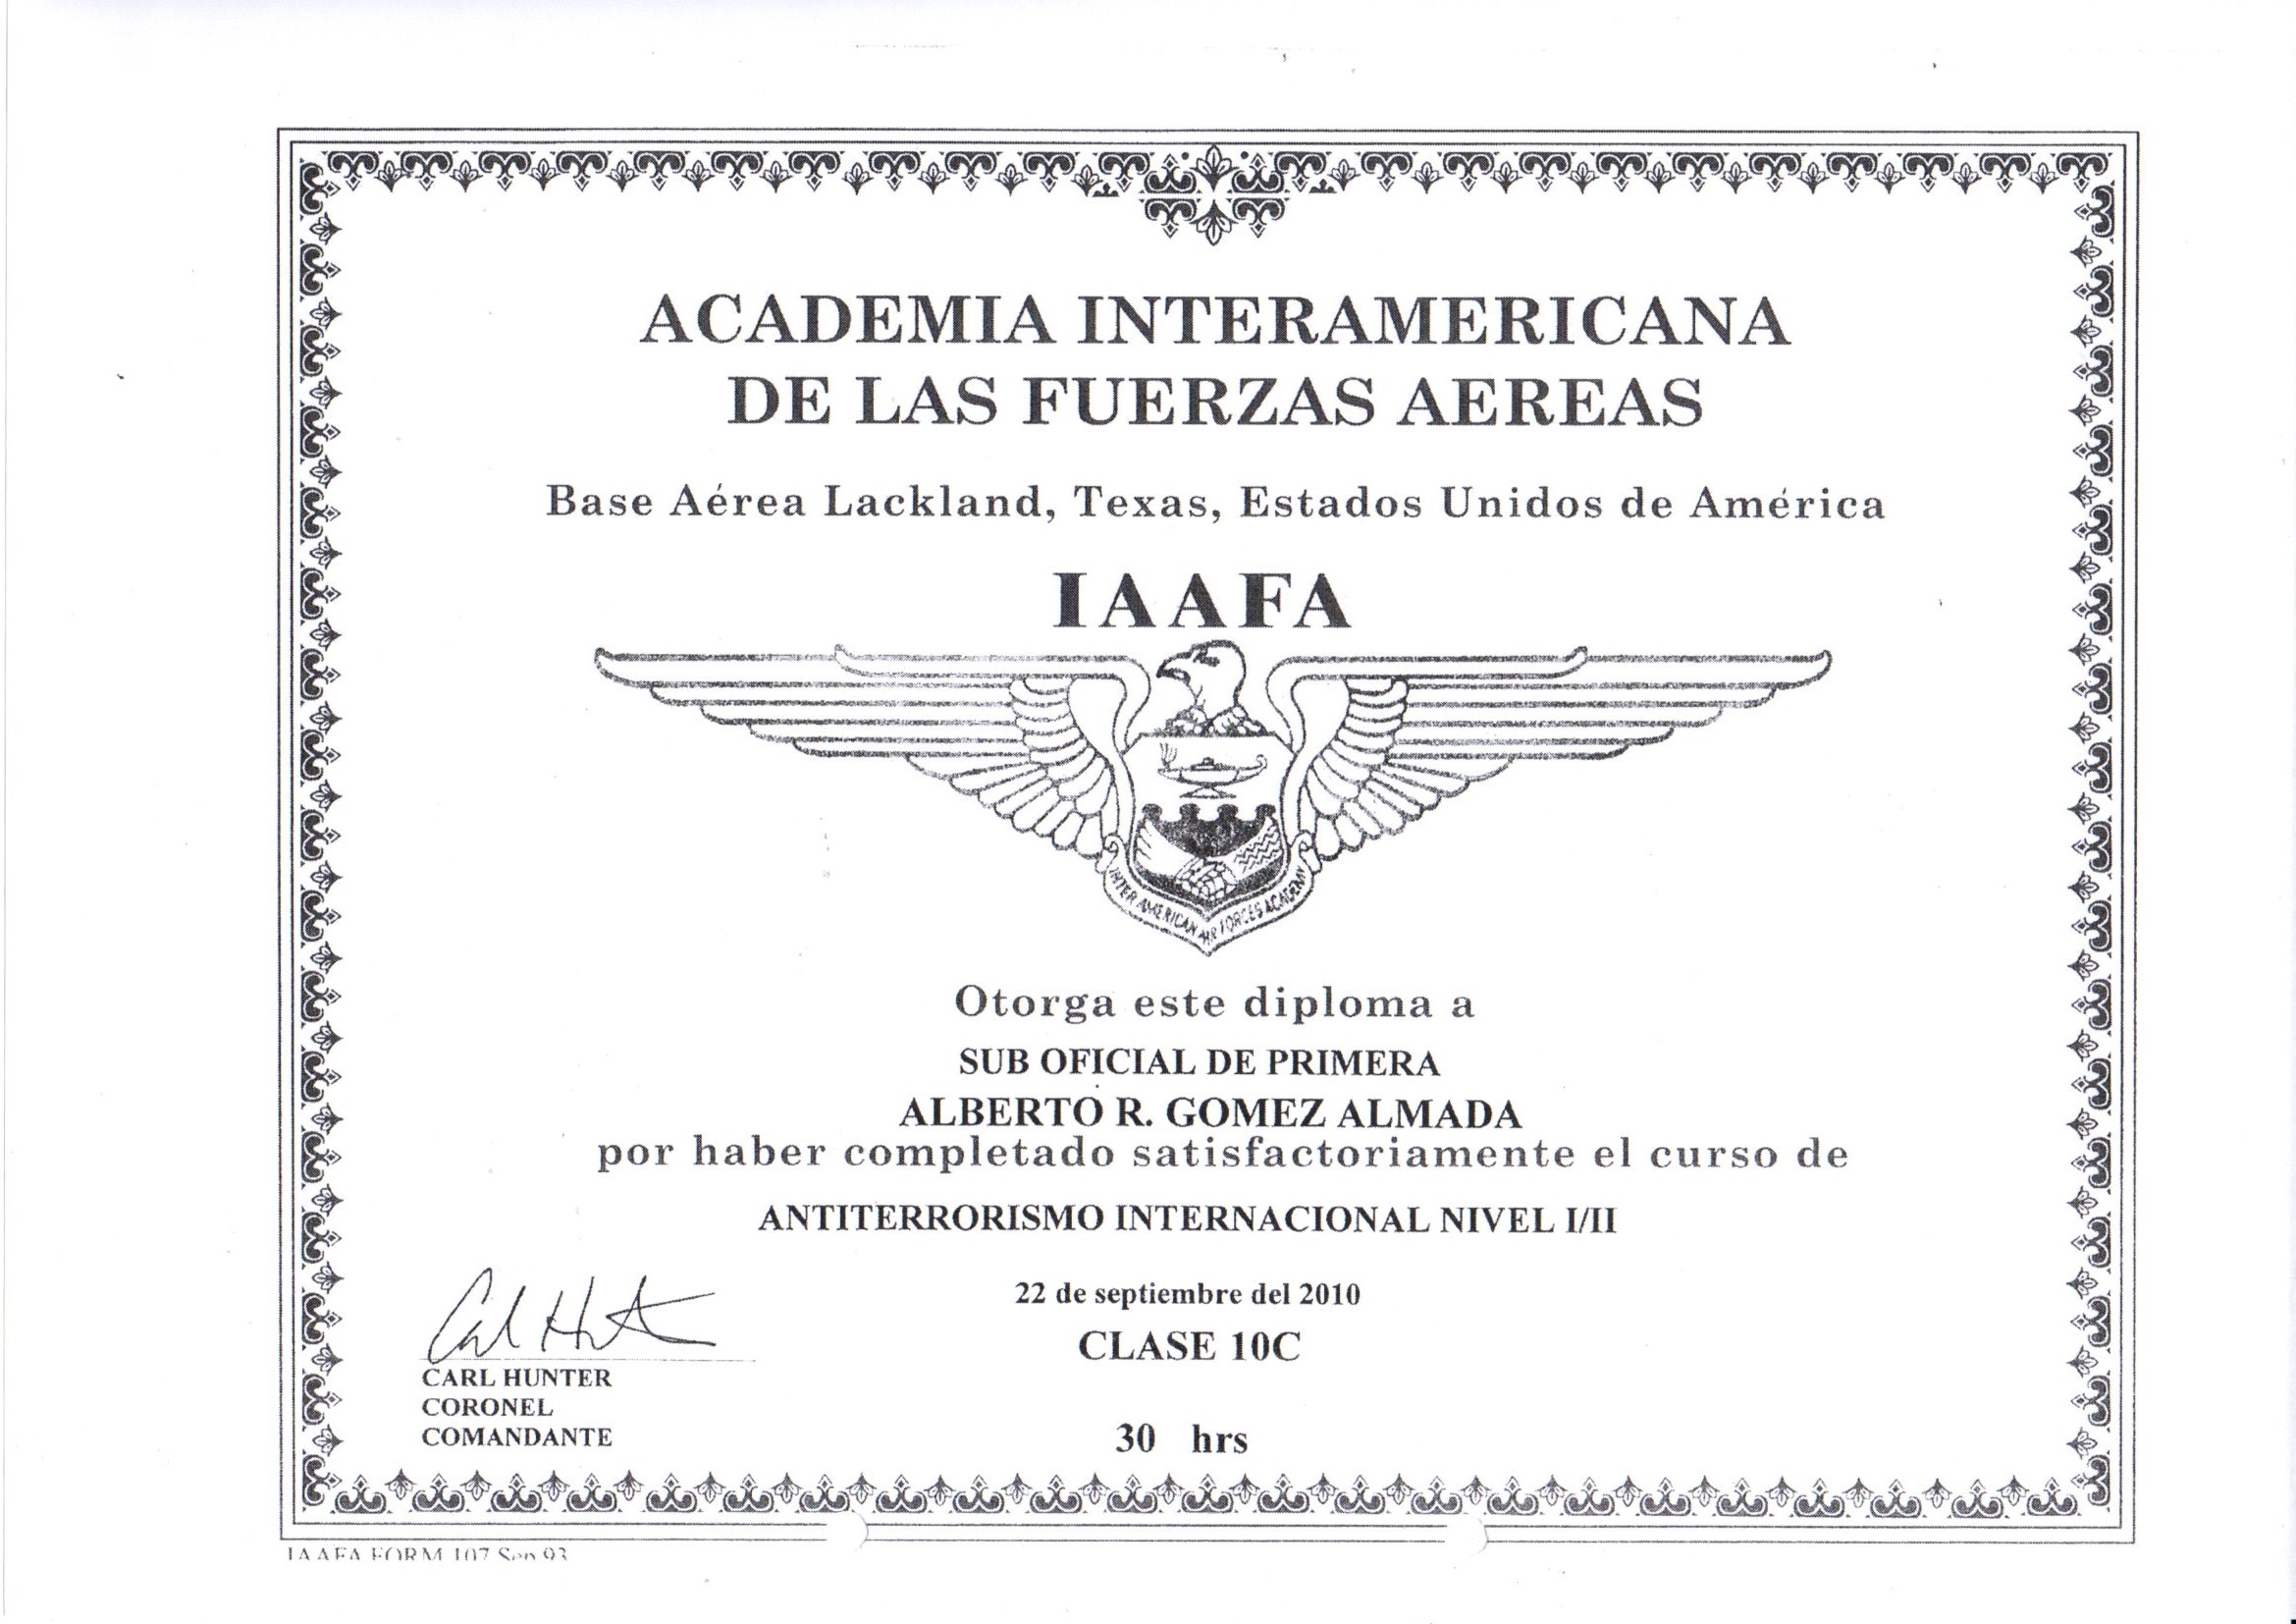 ACADEMIA INTERAMERICANA
DE LAS FUERZAS AEREAS
Base Aérea Lackland, Texas, Estados Unidos de América
IAAFA
INTER AMERICAN AIR FORCES ACADEMY
Otorga este diploma a
SUB OFICIAL DE PRIMERA
ALBERTO R. GOMEZ ALMADA
por haber completado satisfactoriamente el curso de
ANTITERRORISMO INTERNACIONAL NIVEL I/II
22 de septiembre del 2010
CLASE 10C
Carl Hunter
CARL HUNTER
CORONEL
COMANDANTE
30 hrs
IAAFA FORM 107 Sep 93